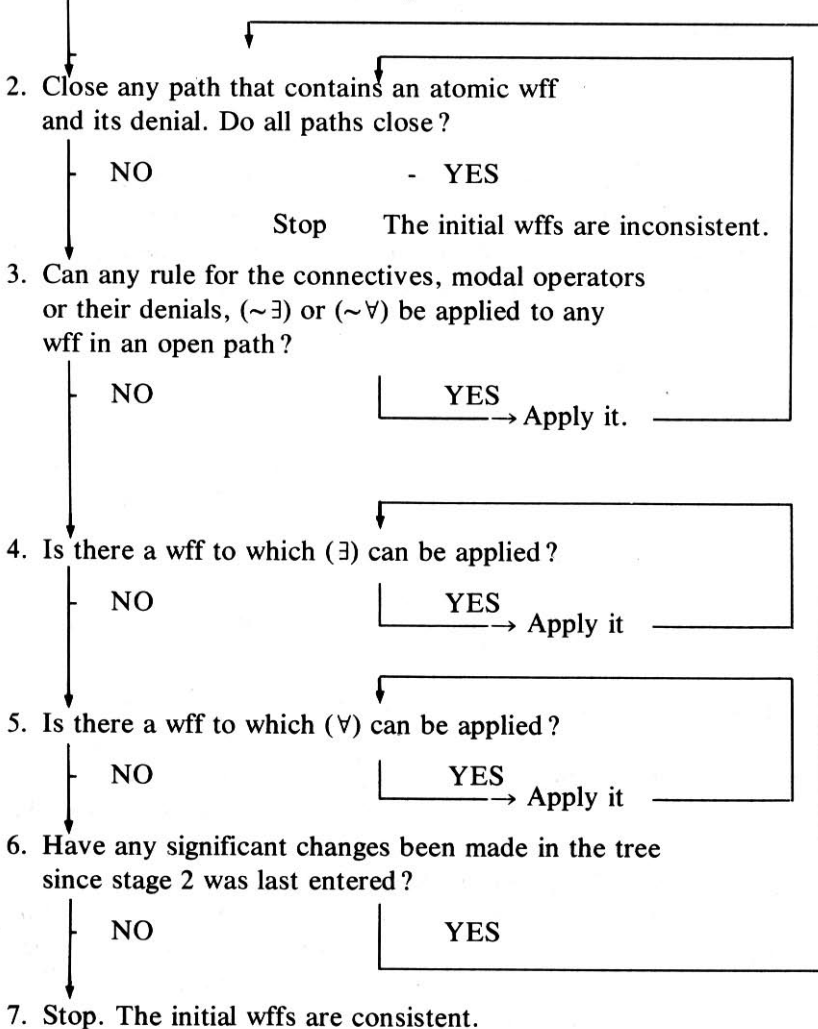 2. Close any path that contains an atomic wff
and its denial. Do all paths close?
NO - YES
Stop The initial wffs are inconsistent.
3. Can any rule for the connectives, modal operators
or their denials, (~∃) or (~∀) be applied to any
wff in an open path?
NO YES
→ Apply it.
4. Is there a wff to which (∃) can be applied?
NO YES
→ Apply it
5. Is there a wff to which (∀) can be applied?
NO YES
→ Apply it
6. Have any significant changes been made in the tree
since stage 2 was last entered?
NO YES
7. Stop. The initial wffs are consistent.